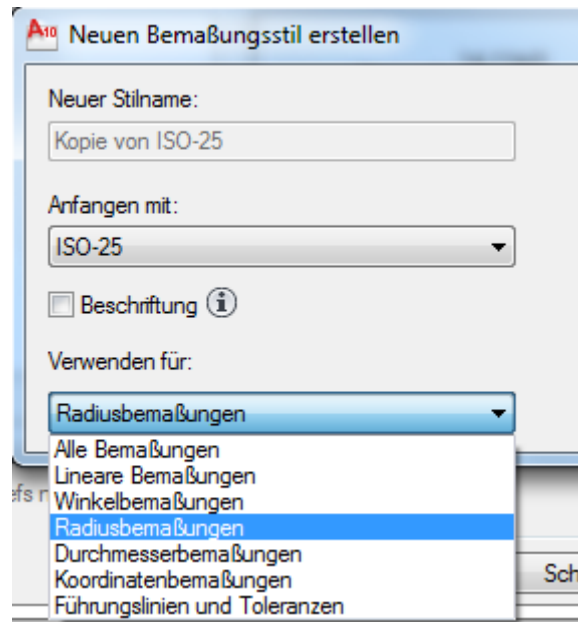 A10 Neuen Bemaßungsstil erstellen
Neuer Stilname:
Kopie von ISO-25
Anfangen mit:
ISO-25
Beschriftung i
Verwenden für:
Radiusbemaßungen
Alle Bemaßungen
Lineare Bemaßungen
Winkelbemaßungen
Radiusbemaßungen
Durchmesserbemaßungen
Koordinatenbemaßungen
Führungslinien und Toleranzen